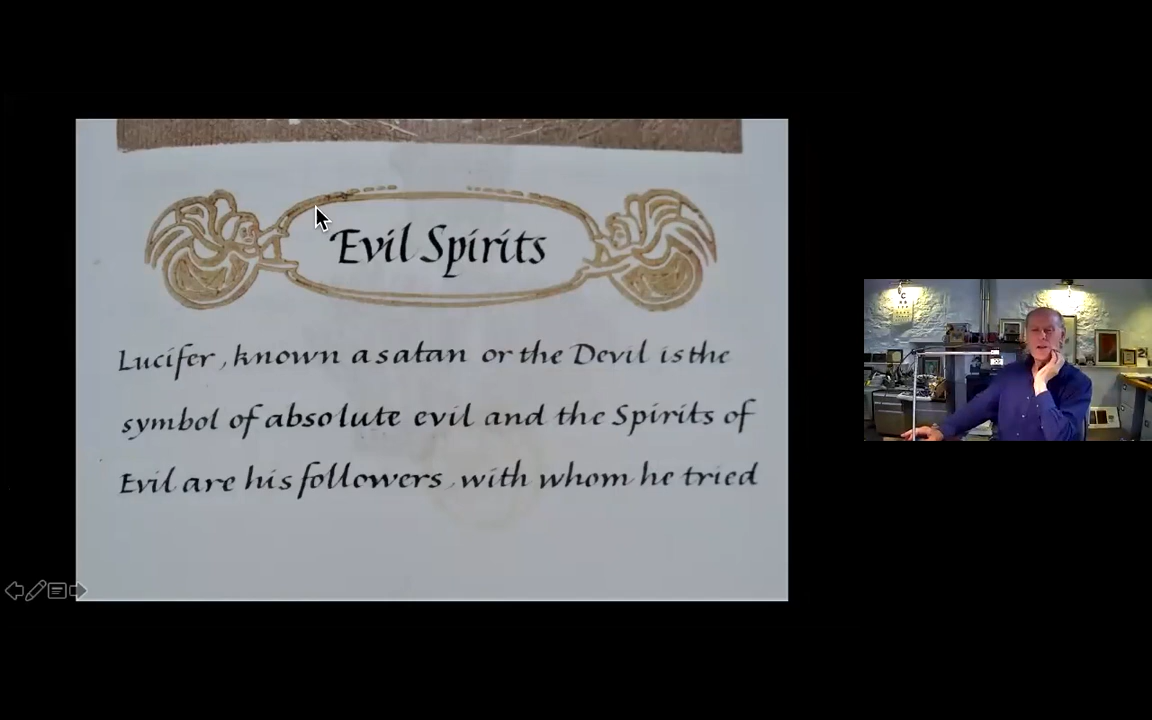 Evil Spirits
Lucifer, known a satan or the Devil is the
symbol of absolute evil and the Spirits of
Evil are his followers, with whom he tried